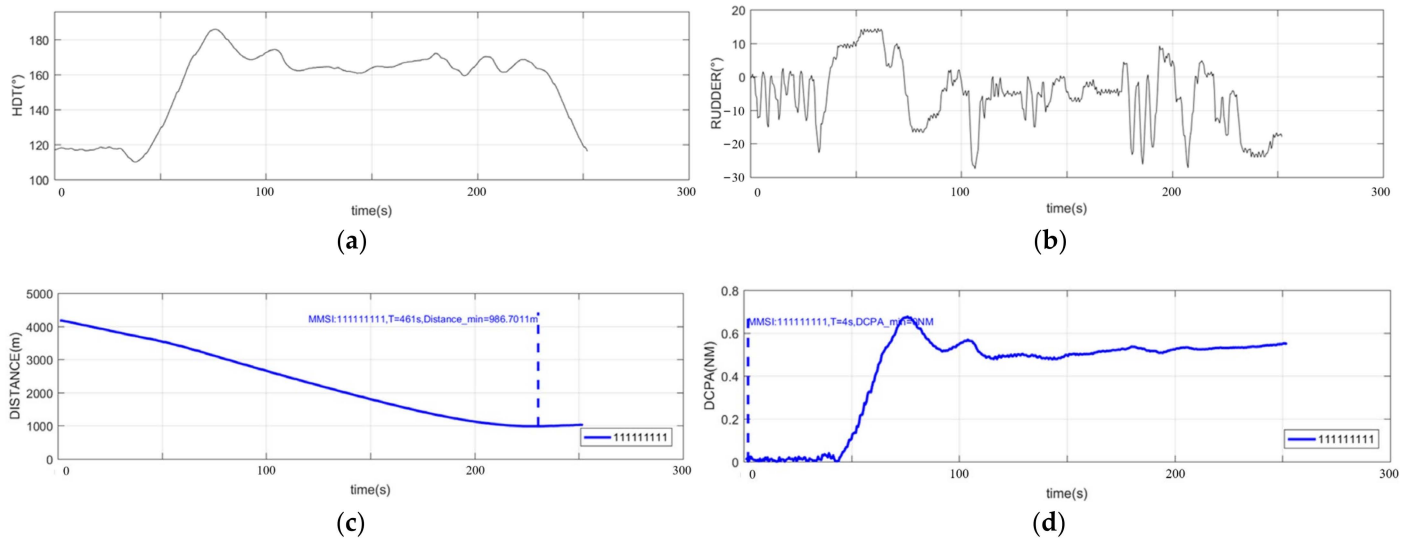 180
160
140
120
100
HDT(°)
0
100
200
300
time(s)
(a)
20
10
0
−10
−20
−30
RUDDER(°)
0
100
200
300
time(s)
(b)
5000
4000
3000
2000
1000
0
DISTANCE(m)
MMSI:111111111,T=461s,Distance_min=986.7011m
111111111
0
100
200
300
time(s)
(c)
0.8
0.6
0.4
0.2
0
DCPA(NM)
MMSI:111111111,T=4s,DCPA_min=0NM
111111111
0
100
200
300
time(s)
(d)